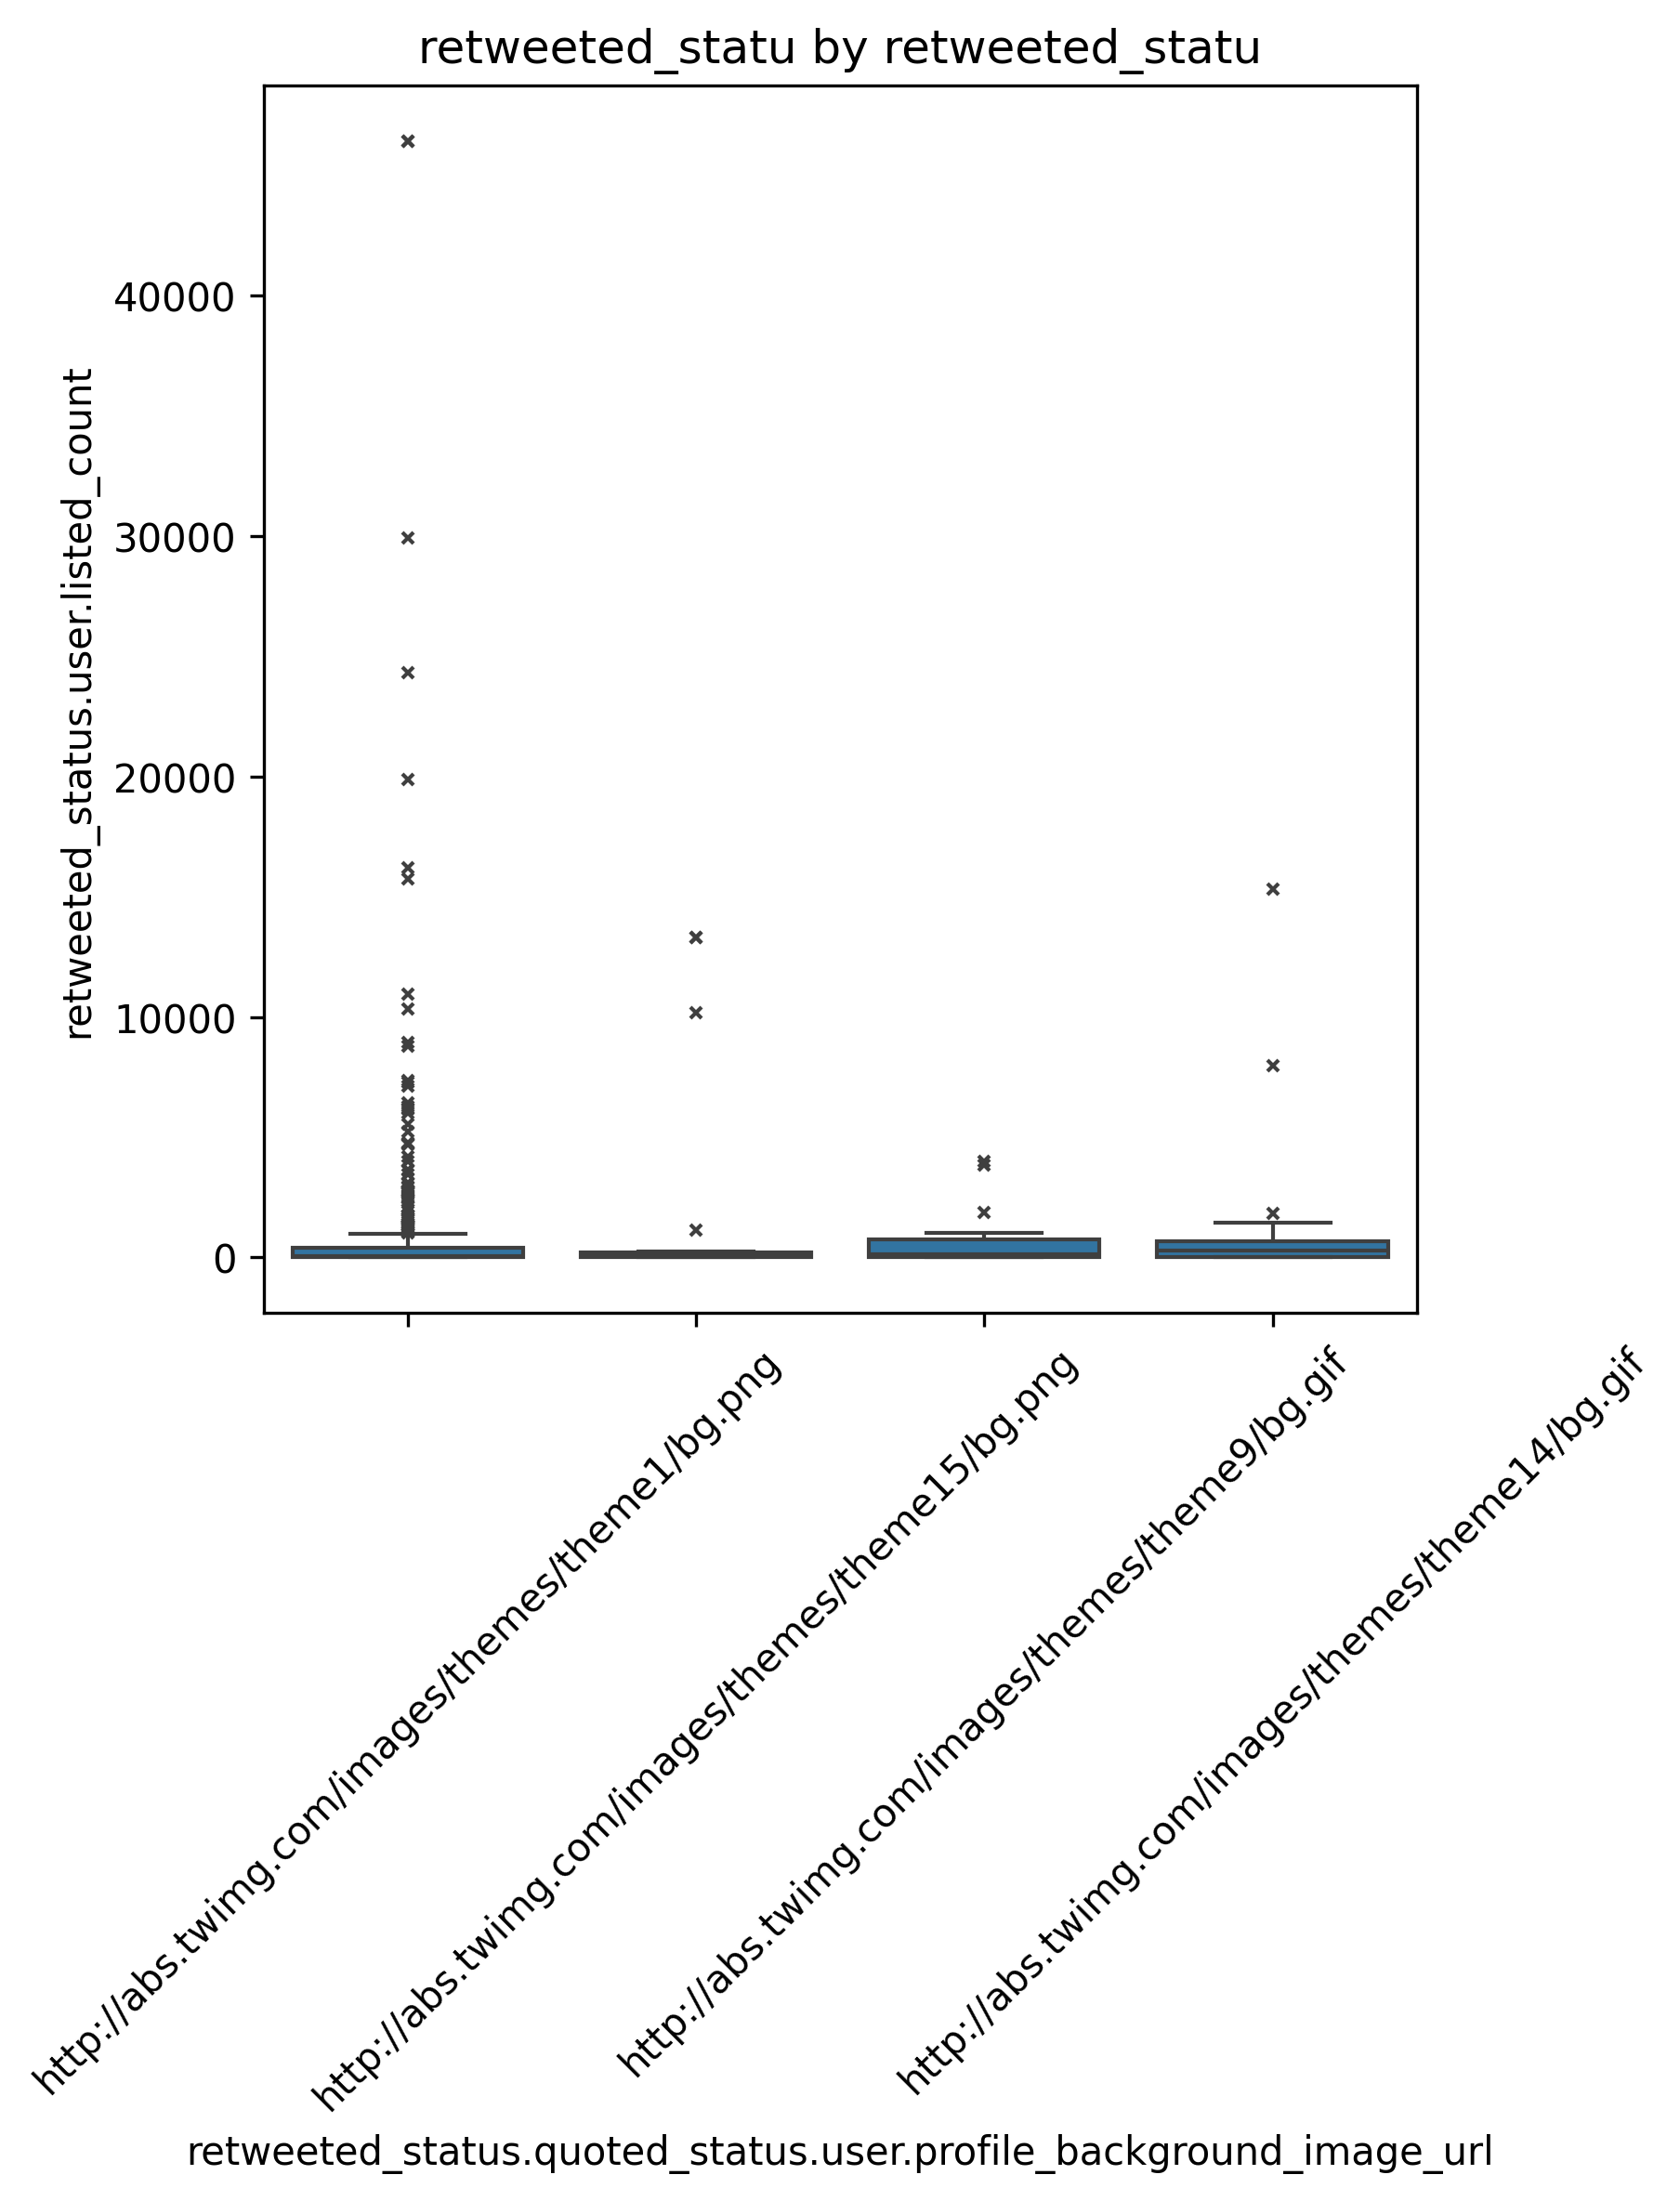 retweeted_statu by retweeted_statu
retweeted_status.user.listed_count
40000
30000
20000
10000
0
http://abs.twimg.com/images/themes/theme1/bg.png
http://abs.twimg.com/images/themes/theme15/bg.png
http://abs.twimg.com/images/themes/theme9/bg.gif
http://abs.twimg.com/images/themes/theme14/bg.gif
retweeted_status.quoted_status.user.profile_background_image_url